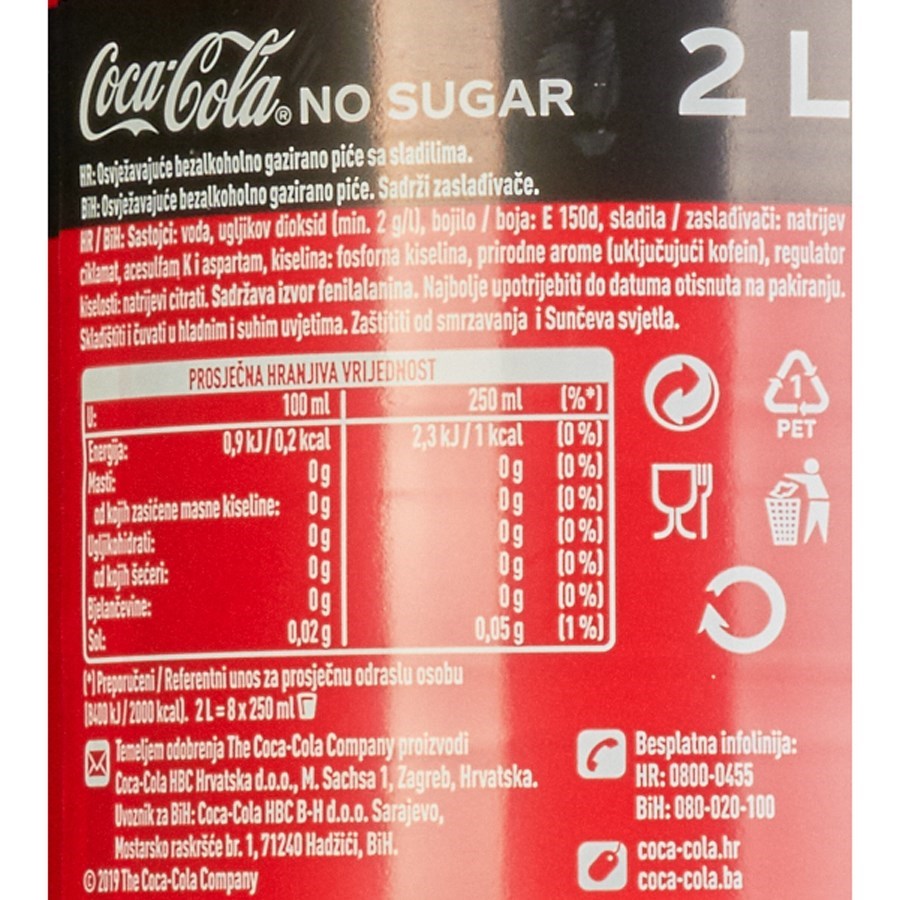 Coca-Cola® NO SUGAR 2 L
HR: Osvježavajuće bezalkoholno gazirano piće sa sladilima.
BiH: Osvježavajuće bezalkoholno gazirano piće. Sadrži zaslađivače.
HR / BiH: Sastojci: voda, ugljikov dioksid (min. 2 g/l), bojilo / boja: E 150d, sladila / zaslađivači: natrijev
ciklamat, acesulfam K i aspartam, kiselina: fosforna kiselina, prirodne arome (uključujući kofein), regulator
kiselosti: natrijevi citrati. Sadržava izvor fenilalanina. Najbolje upotrijebiti do datuma otisnuta na pakiranju.
Skladištiti i čuvati u hladnim i suhim uvjetima. Zaštititi od smrzavanja i Sunčeva svjetla.
PROSJEČNA HRANJIVA VRIJEDNOST
U: 100 ml 250 ml (%*)
Energija: 0,9 kJ / 0,2 kcal 2,3 kJ / 1 kcal (0 %)
Masti: 0 g 0 g (0 %)
od kojih zasićene masne kiseline: 0 g 0 g (0 %)
Ugljikohidrati: 0 g 0 g (0 %)
od kojih šećeri: 0 g 0 g (0 %)
Bjelančevine: 0 g 0 g (0 %)
Sol: 0,02 g 0,05 g (1 %)
1
PET
(*) Preporučeni / Referentni unos za prosječnu odraslu osobu
(8400 kJ / 2000 kcal). 2 L = 8 x 250 ml
Temeljem odobrenja The Coca-Cola Company proizvodi
Coca-Cola HBC Hrvatska d.o.o., M. Sachsa 1, Zagreb, Hrvatska.
Uvoznik za BiH: Coca-Cola HBC B-H d.o.o. Sarajevo,
Mostarsko raskršće br. 1, 71240 Hadžići, BiH.
© 2019 The Coca-Cola Company
Besplatna infolinija:
HR: 0800-0455
BiH: 080-020-100
coca-cola.hr
coca-cola.ba